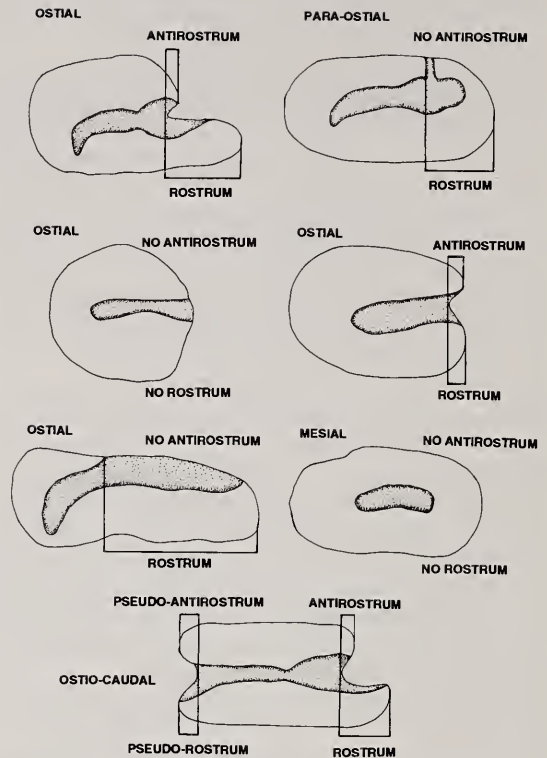 OSTIAL
ANTIROSTRUM
ROSTRUM
PARA-OSTIAL
NO ANTIROSTRUM
ROSTRUM
OSTIAL
NO ANTIROSTRUM
NO ROSTRUM
OSTIAL
ANTIROSTRUM
ROSTRUM
OSTIAL
NO ANTIROSTRUM
ROSTRUM
MESIAL
NO ANTIROSTRUM
NO ROSTRUM
PSEUDO-ANTIROSTRUM
ANTIROSTRUM
OSTIO-CAUDAL
PSEUDO-ROSTRUM
ROSTRUM